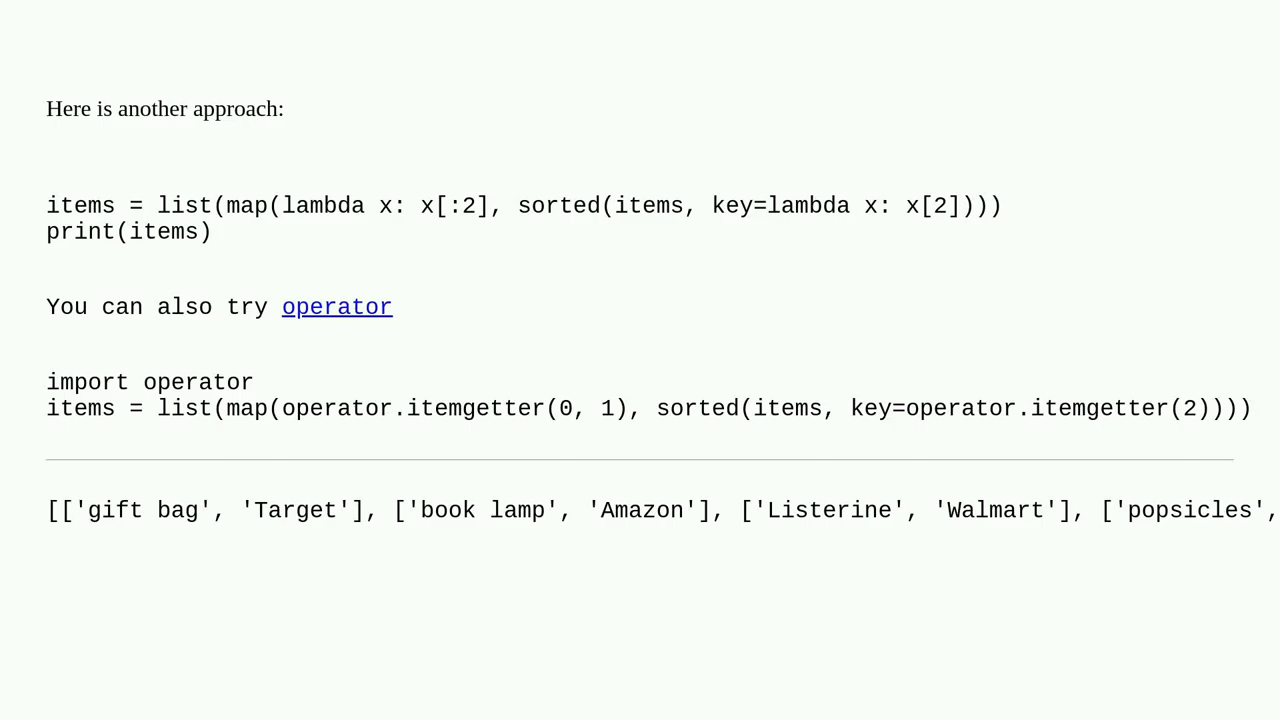 Here is another approach:
items = list(map(lambda x: x[:2], sorted(items, key=lambda x: x[2])))
print(items)
You can also try operator
import operator
items = list(map(operator.itemgetter(0, 1), sorted(items, key=operator.itemgetter(2))))
[['gift bag', 'Target'], ['book lamp', 'Amazon'], ['Listerine', 'Walmart'], ['popsicles',